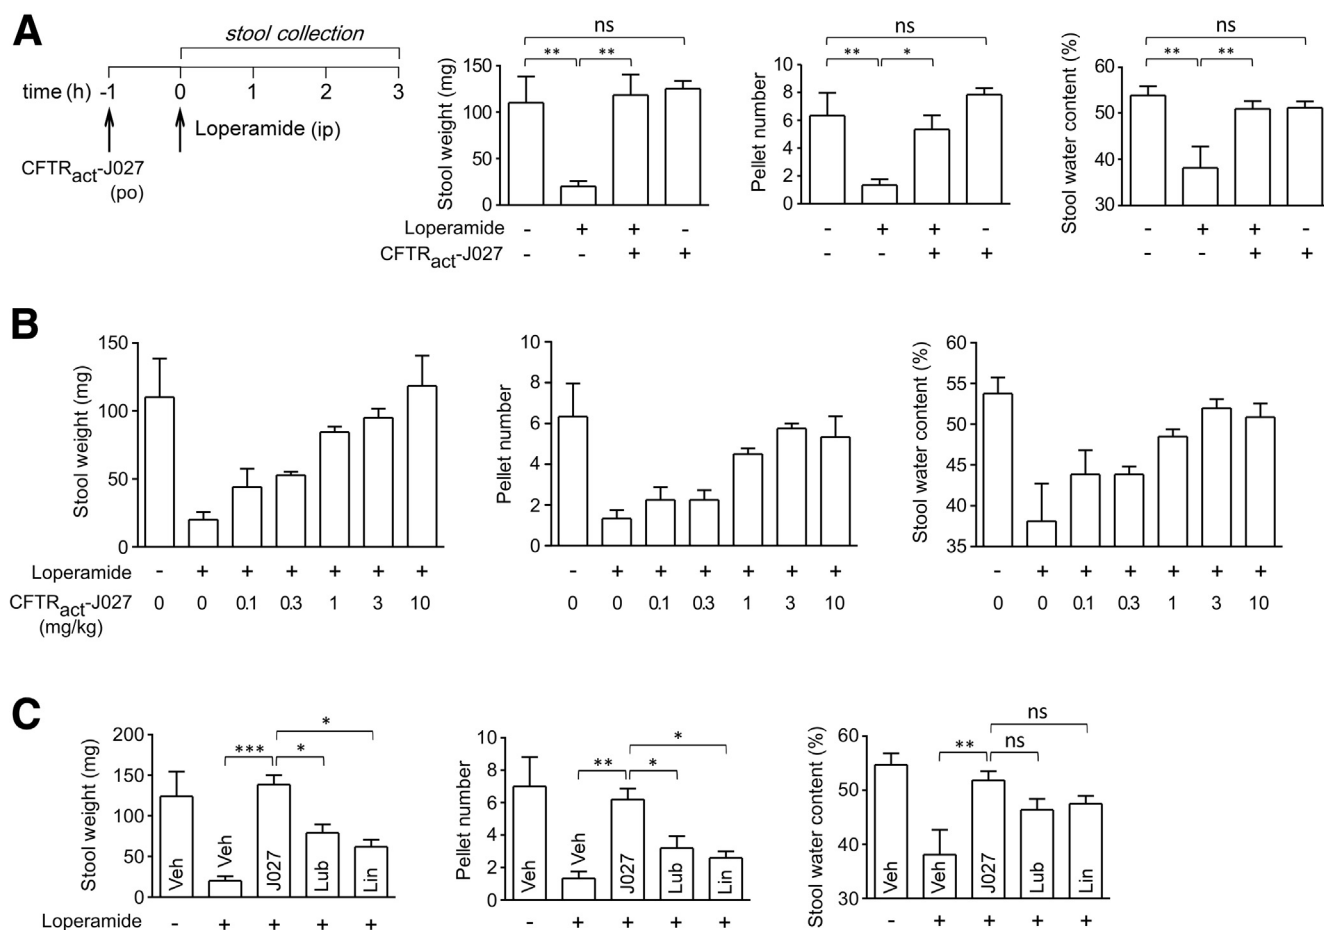 A
stool collection
time (h) -1 0 1 2 3
Loperamide (ip)
CFTRact-J027
(po)
ns
** **
Stool weight (mg)
150
100
50
0
ns
** *
Pellet number
10
8
6
4
2
0
ns
** **
Stool water content (%)
60
50
40
30
Loperamide - + + - - + + - - + + -
CFTRact-J027 - - + + - - + + - - + +
B
Stool weight (mg)
150
100
50
0
Pellet number
10
8
6
4
2
0
Stool water content (%)
60
55
50
45
40
35
Loperamide - + + + + + + - + + + + + + - + + + + + +
CFTRact-J027 0 0 0.1 0.3 1 3 10 0 0 0.1 0.3 1 3 10 0 0 0.1 0.3 1 3 10
(mg/kg)
C
Stool weight (mg)
200
150
100
50
0
*
*** *
Veh Veh J027 Lub Lin
Pellet number
10
8
6
4
2
0
*
** *
Veh Veh J027 Lub Lin
Stool water content (%)
60
50
40
30
ns
** ns
Veh Veh J027 Lub Lin
Loperamide - + + + + - + + + + - + + + +